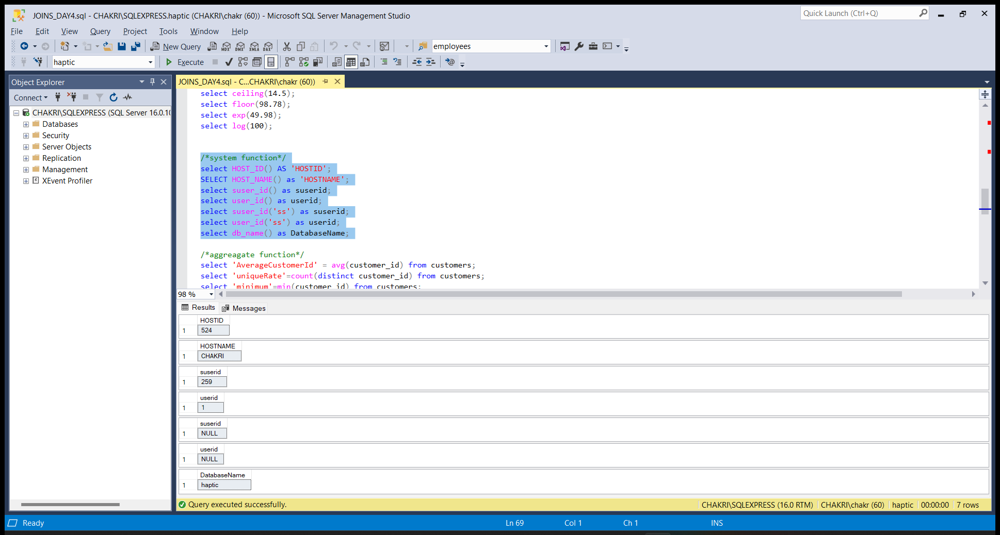 JOINS_DAY4.sql - CHAKRI\SQLEXPRESS.haptic (CHAKRI\chakr (60)) - Microsoft SQL Server Management Studio
Quick Launch (Ctrl+Q)
File Edit View Query Project Tools Window Help
New Query MDX DMX XMLA DAX employees
haptic Execute
Object Explorer
Connect
CHAKRI\SQLEXPRESS (SQL Server 16.0.10
Databases
Security
Server Objects
Replication
Management
XEvent Profiler
JOINS_DAY4.sql - C...CHAKRI\chakr (60))
select ceiling(14.5);
select floor(98.78);
select exp(49.98);
select log(100);
/*system function*/
select HOST_ID() AS 'HOSTID';
SELECT HOST_NAME() as 'HOSTNAME';
select suser_id() as suserid;
select user_id() as userid;
select suser_id('ss') as suserid;
select user_id('ss') as userid;
select db_name() as DatabaseName;
/*aggreagate function*/
select 'AverageCustomerId' = avg(customer_id) from customers;
select 'uniqueRate'=count(distinct customer_id) from customers;
select 'minimum'=min(customer_id) from customers;
98 %
Results Messages
HOSTID
1 524
HOSTNAME
1 CHAKRI
suserid
1 259
userid
1 1
suserid
1 NULL
userid
1 NULL
DatabaseName
1 haptic
Query executed successfully.
CHAKRI\SQLEXPRESS (16.0 RTM) CHAKRI\chakr (60) haptic 00:00:00 7 rows
Ready Ln 69 Col 1 Ch 1 INS